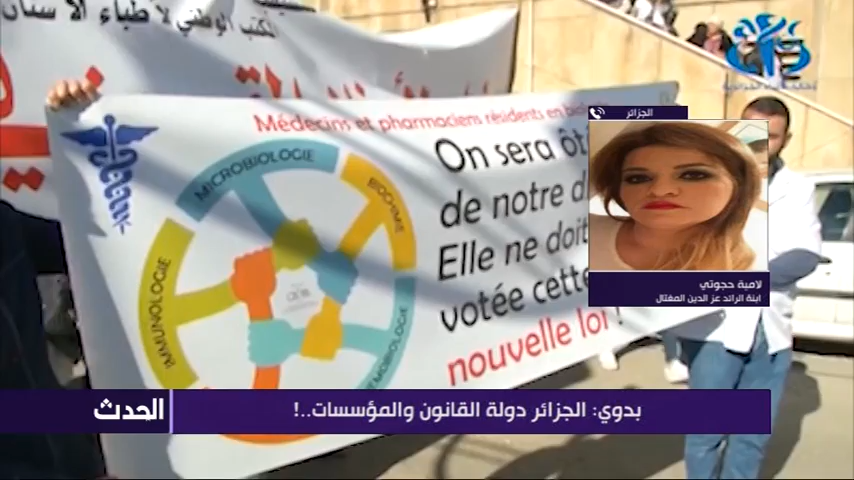 المكتب الوطني لأطباء الأسنان
Médecins et pharmaciens résidents en
On sera
de notre
Elle ne doit
votée cette
nouvelle loi !
MICROBIOLOGIE
BIOCHIMIE
IMMUNOLOGIE
الجزائر
لامية حجوتي
ابنة الرائد عز الدين المغتال
الحدث
بدوي: الجزائر دولة القانون والمؤسسات..!